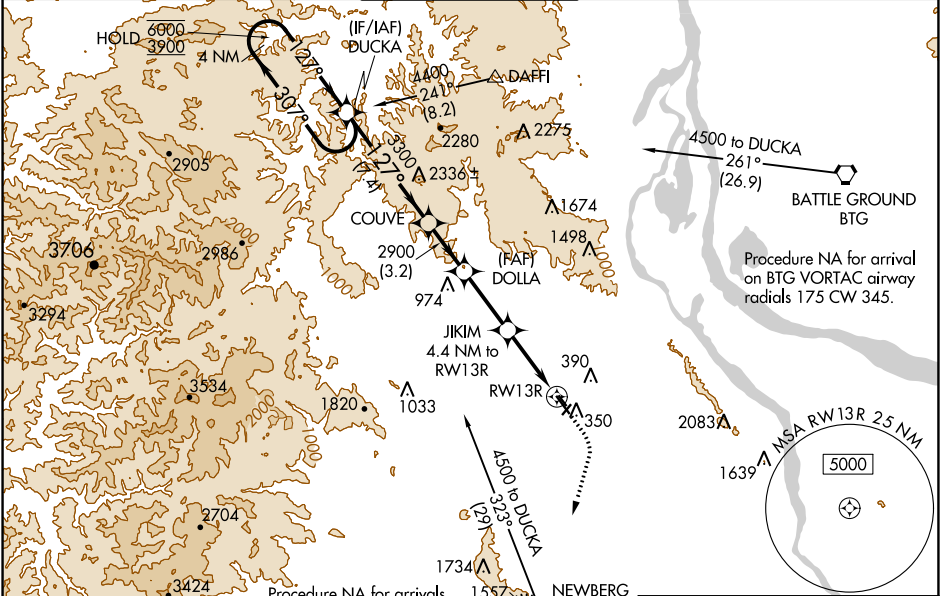 HOLD 6000
3900
4 NM
127°
307°
(IF/IAF)
DUCKA
4400
241°
(8.2)
DAFFI
2280
2275
3300
127°
(7.4)
2336 ±
4500 to DUCKA
261°
(26.9)
BATTLE GROUND
BTG
Procedure NA for arrival
on BTG VORTAC airway
radials 175 CW 345.
2905
3706
2986
3294
COUVE
2900
(3.2)
1674
1498
(FAF)
DOLLA
974
JIKIM
4.4 NM to
RW13R
390
RW13R
350
3534
1820
1033
2083
1639
MSA RW13R 25 NM
5000
4500 to DUCKA
323°
(29)
2704
3424
1734
1557
NEWBERG
Procedure NA for arrivals